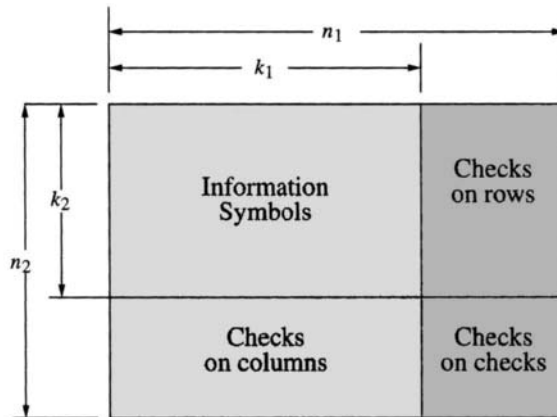 n1
k1
k2
n2
Information
Symbols
Checks
on rows
Checks
on columns
Checks
on checks